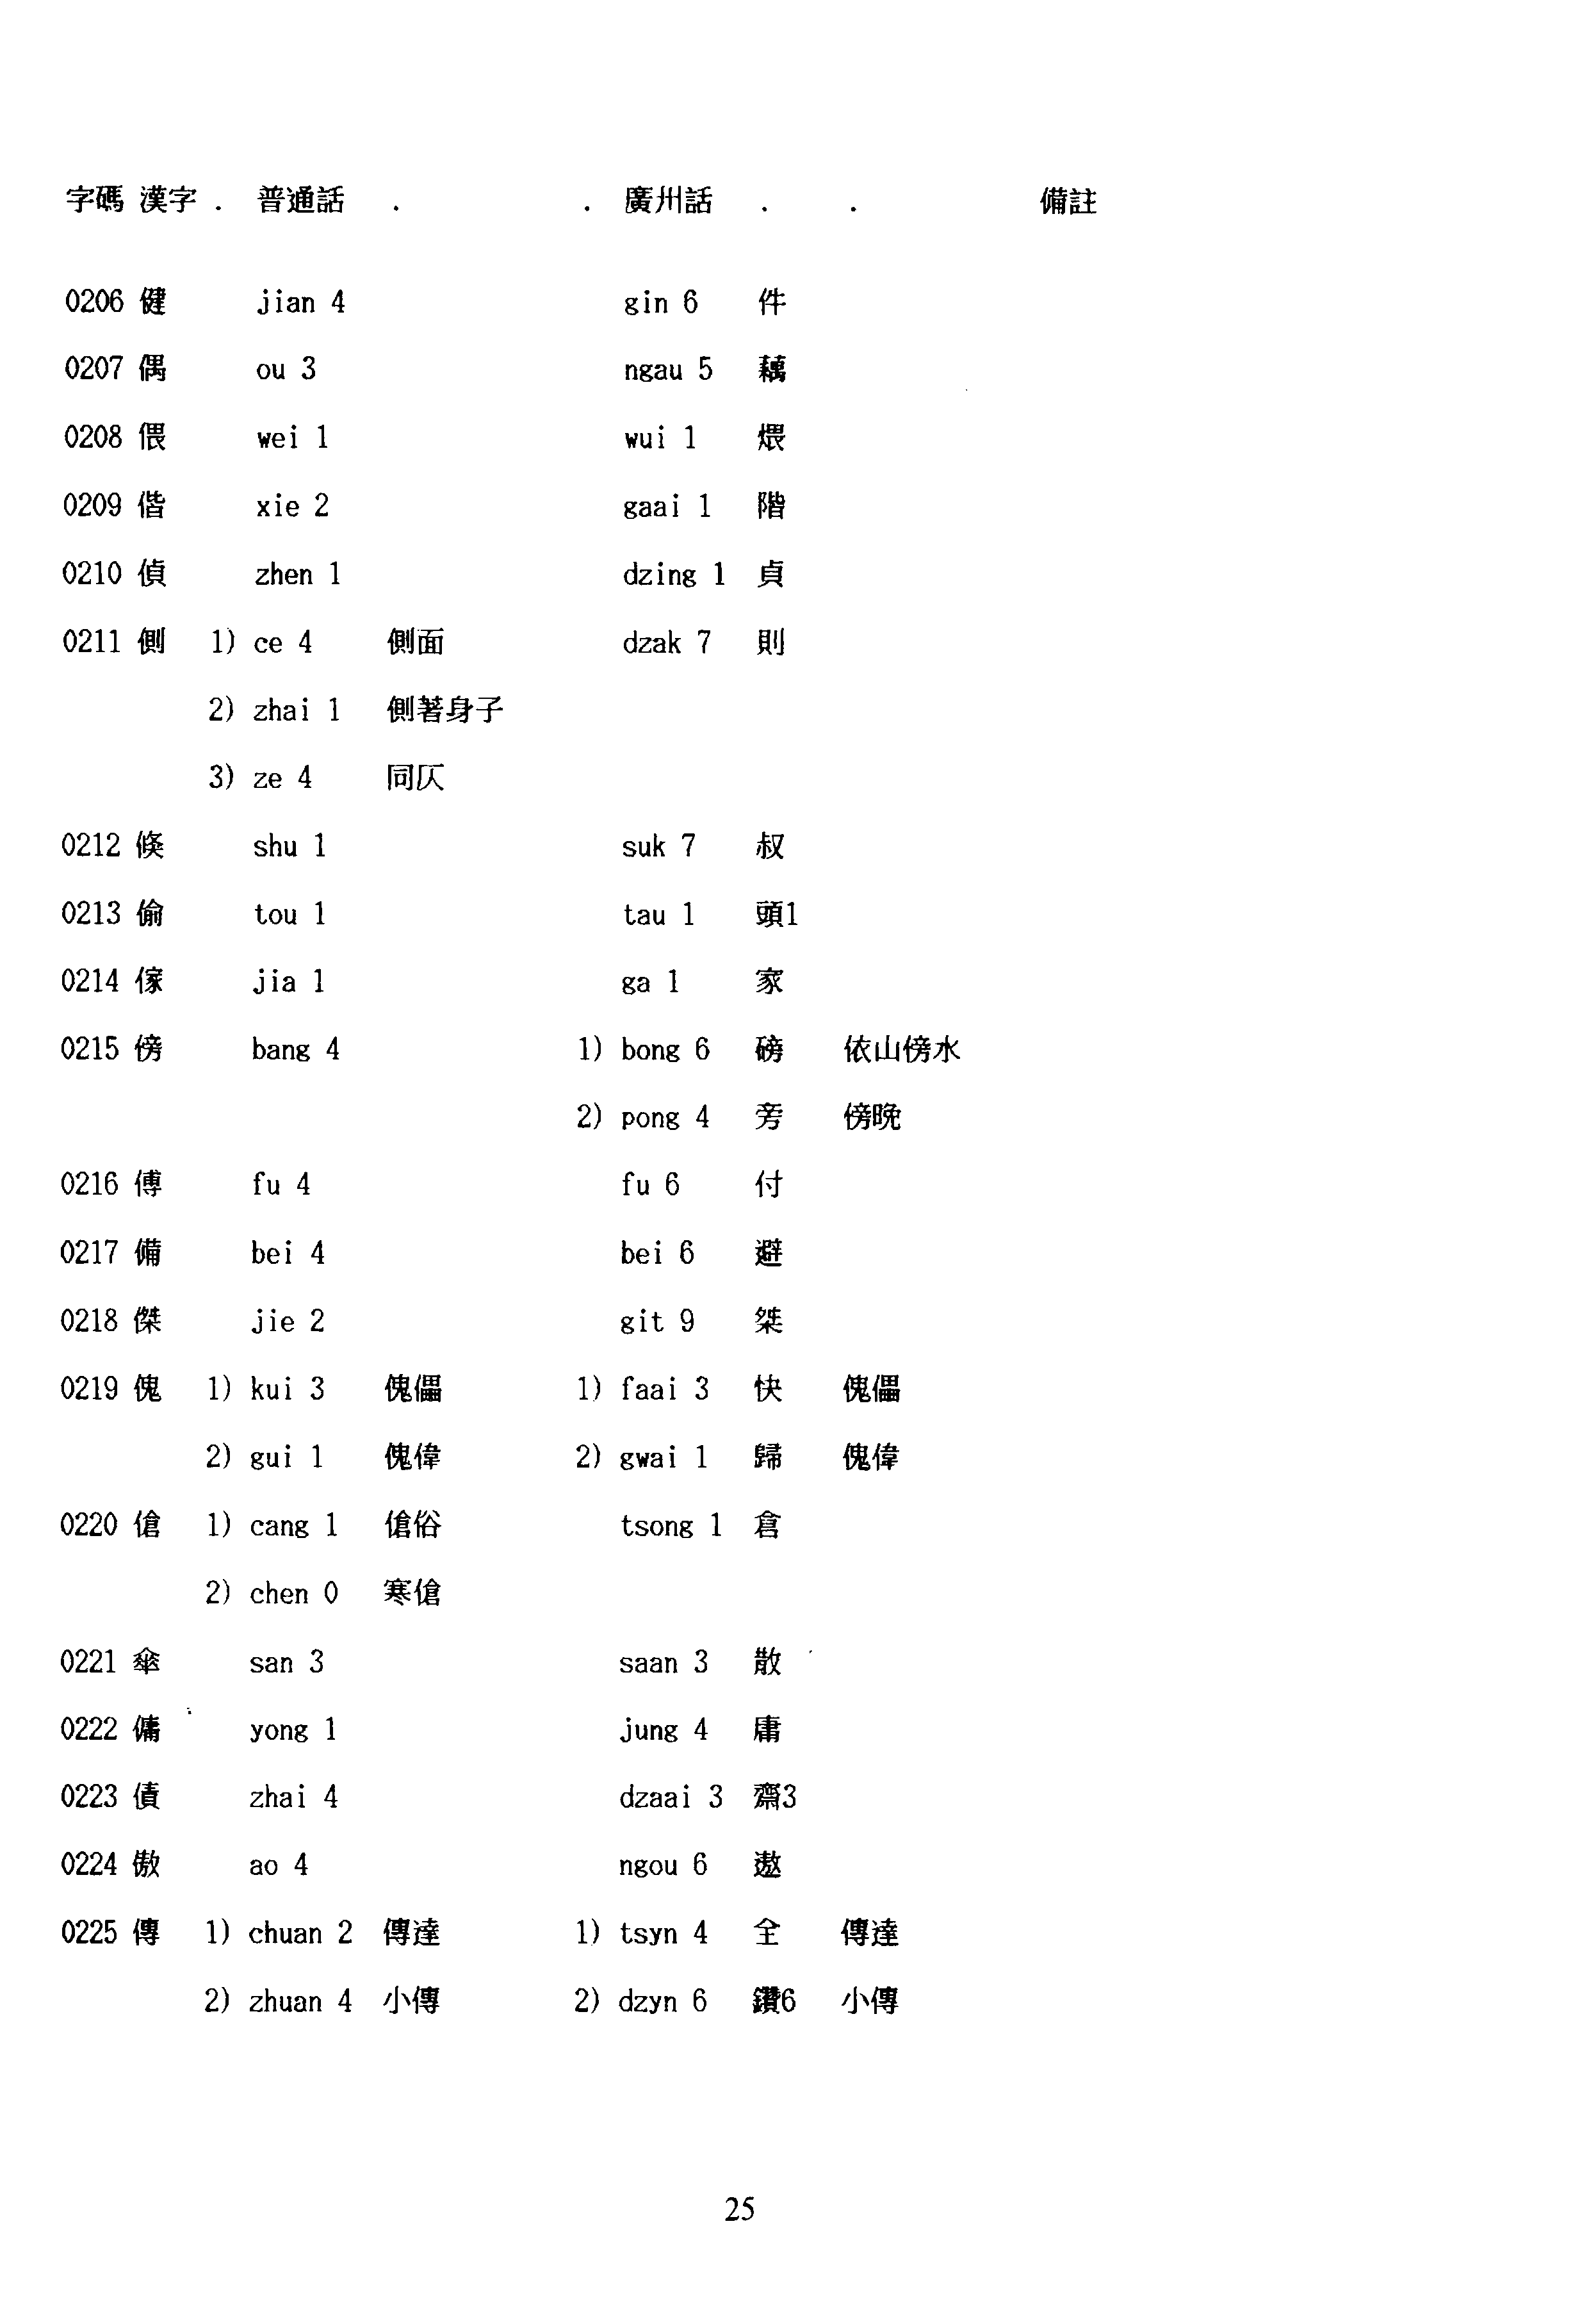 字碼 漢字 . 普通話 . . 廣州話 . . 備註
0206 健 jian 4 gin 6 件
0207 偶 ou 3 ngau 5 藕
0208 偎 wei 1 wui 1 煨
0209 偕 xie 2 gaai 1 階
0210 偵 zhen 1 dzing 1 貞
0211 側 1) ce 4 側面 dzak 7 則
2) zhai 1 側著身子
3) ze 4 同仄
0212 倏 shu 1 suk 7 叔
0213 偷 tou 1 tau 1 頭1
0214 傢 jia 1 ga 1 家
0215 傍 bang 4 1) bong 6 磅 依山傍水
2) pong 4 旁 傍晚
0216 傅 fu 4 fu 6 付
0217 備 bei 4 bei 6 避
0218 傑 jie 2 git 9 桀
0219 傀 1) kui 3 傀儡 1) faai 3 快 傀儡
2) gui 1 傀偉 2) gwai 1 歸 傀偉
0220 傖 1) cang 1 傖俗 tsong 1 倉
2) chen 0 寒傖
0221 傘 san 3 saan 3 散
0222 傭 yong 1 jung 4 庸
0223 債 zhai 4 dzaai 3 齋3
0224 傲 ao 4 ngou 6 遨
0225 傳 1) chuan 2 傳達 1) tsyn 4 全 傳達
2) zhuan 4 小傳 2) dzyn 6 鑽6 小傳
25